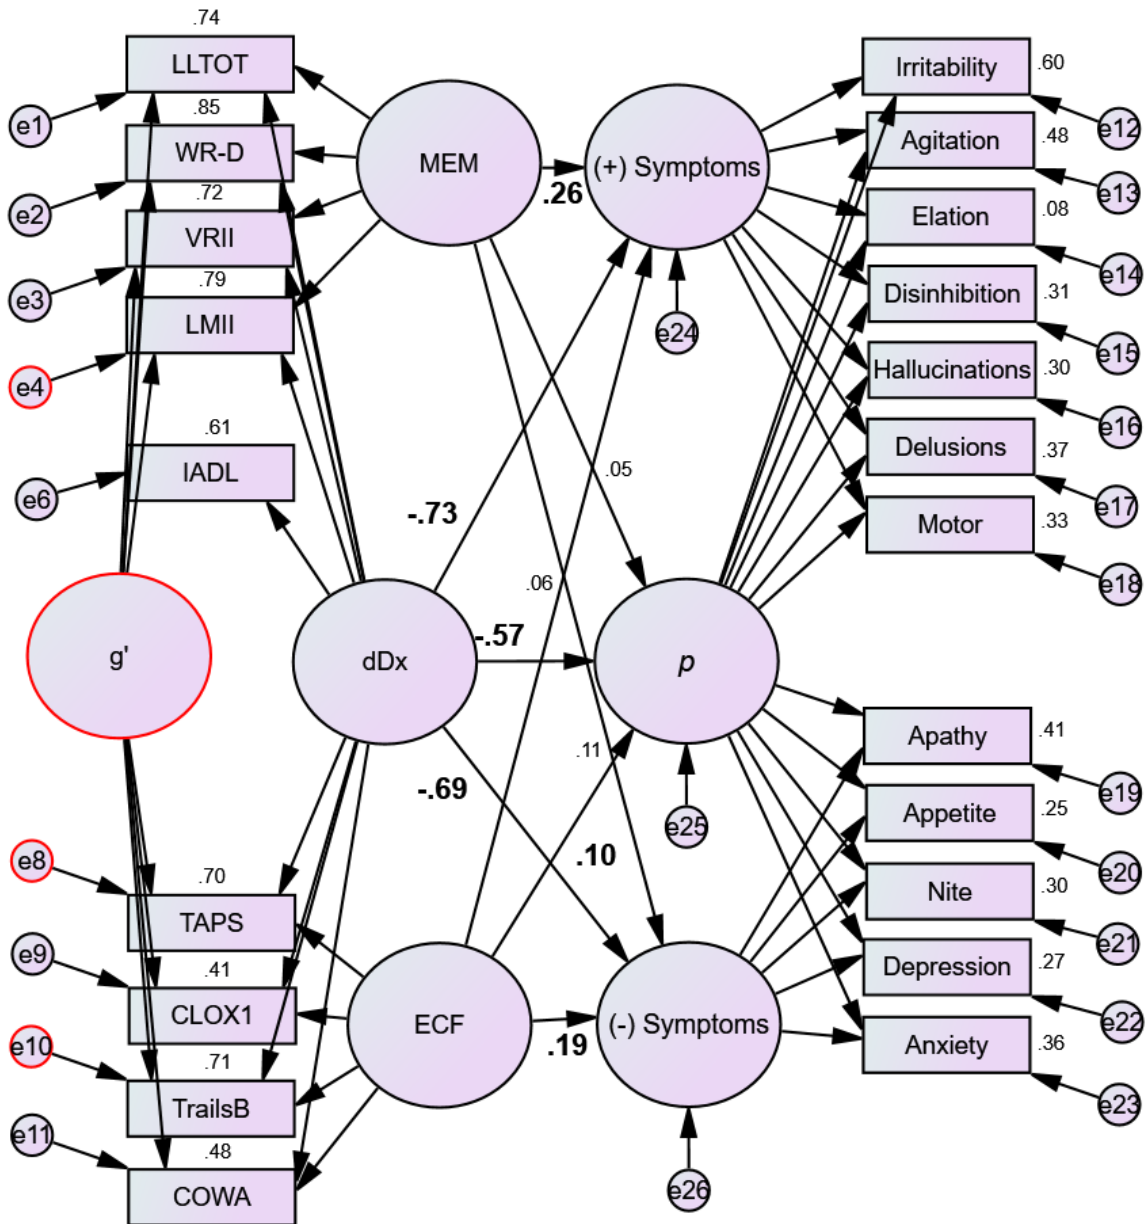 .74
LLTOT
e1
.85
WR-D
e2
.72
VRII
e3
.79
LMII
e4
.61
IADL
e6
g'
e8
.70
TAPS
e9
.41
CLOX1
e10
.71
TrailsB
e11
.48
COWA
MEM
dDx
ECF
.26
-.73
.05
.06
-.57
-.69
.11
.10
.19
(+) Symptoms
e24
p
e25
(-) Symptoms
e26
Irritability
.60
e12
Agitation
.48
e13
Elation
.08
e14
Disinhibition
.31
e15
Hallucinations
.30
e16
Delusions
.37
e17
Motor
.33
e18
Apathy
.41
e19
Appetite
.25
e20
Nite
.30
e21
Depression
.27
e22
Anxiety
.36
e23